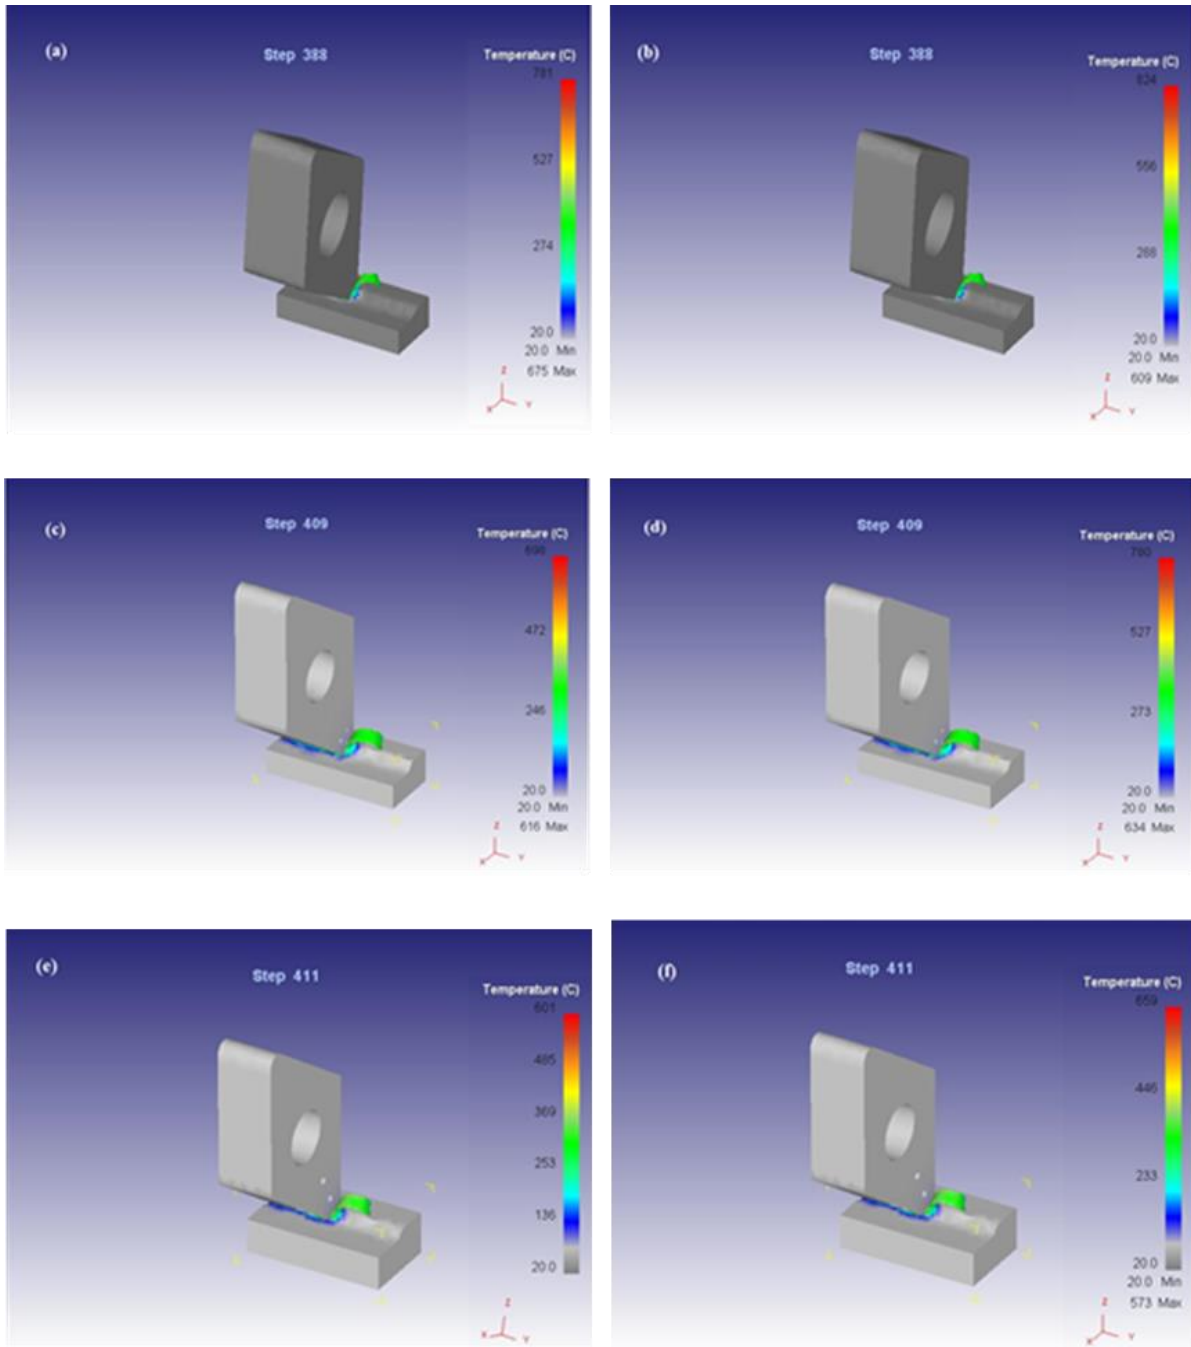 (a)
Step 388
Temperature (C)
781
527
274
20.0
20.0 Min
675 Max
Z
X
Y
(b)
Step 388
Temperature (C)
824
556
288
20.0
20.0 Min
609 Max
Z
X
Y
(c)
Step 409
Temperature (C)
698
472
246
20.0
20.0 Min
616 Max
Z
X
Y
(d)
Step 409
Temperature (C)
780
527
273
20.0
20.0 Min
634 Max
Z
X
Y
(e)
Step 411
Temperature (C)
601
485
369
253
136
20.0
Z
X
Y
(f)
Step 411
Temperature (C)
659
446
233
20.0
20.0 Min
573 Max
Z
X
Y